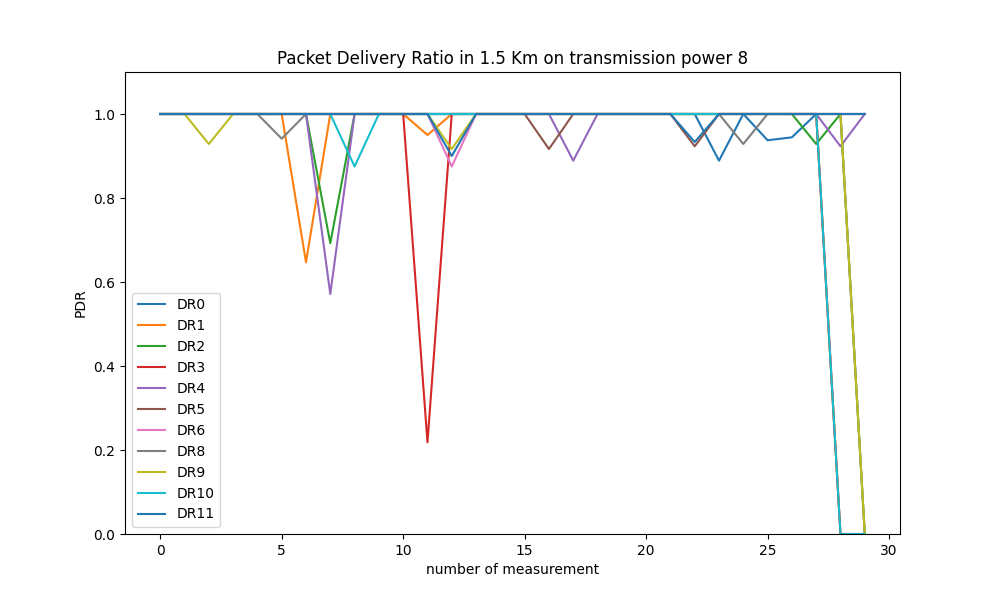 Packet Delivery Ratio in 1.5 Km on transmission power 8
PDR
1.0
0.8
0.6
0.4
0.2
0.0
DR0
DR1
DR2
DR3
DR4
DR5
DR6
DR8
DR9
DR10
DR11
0 5 10 15 20 25 30
number of measurement